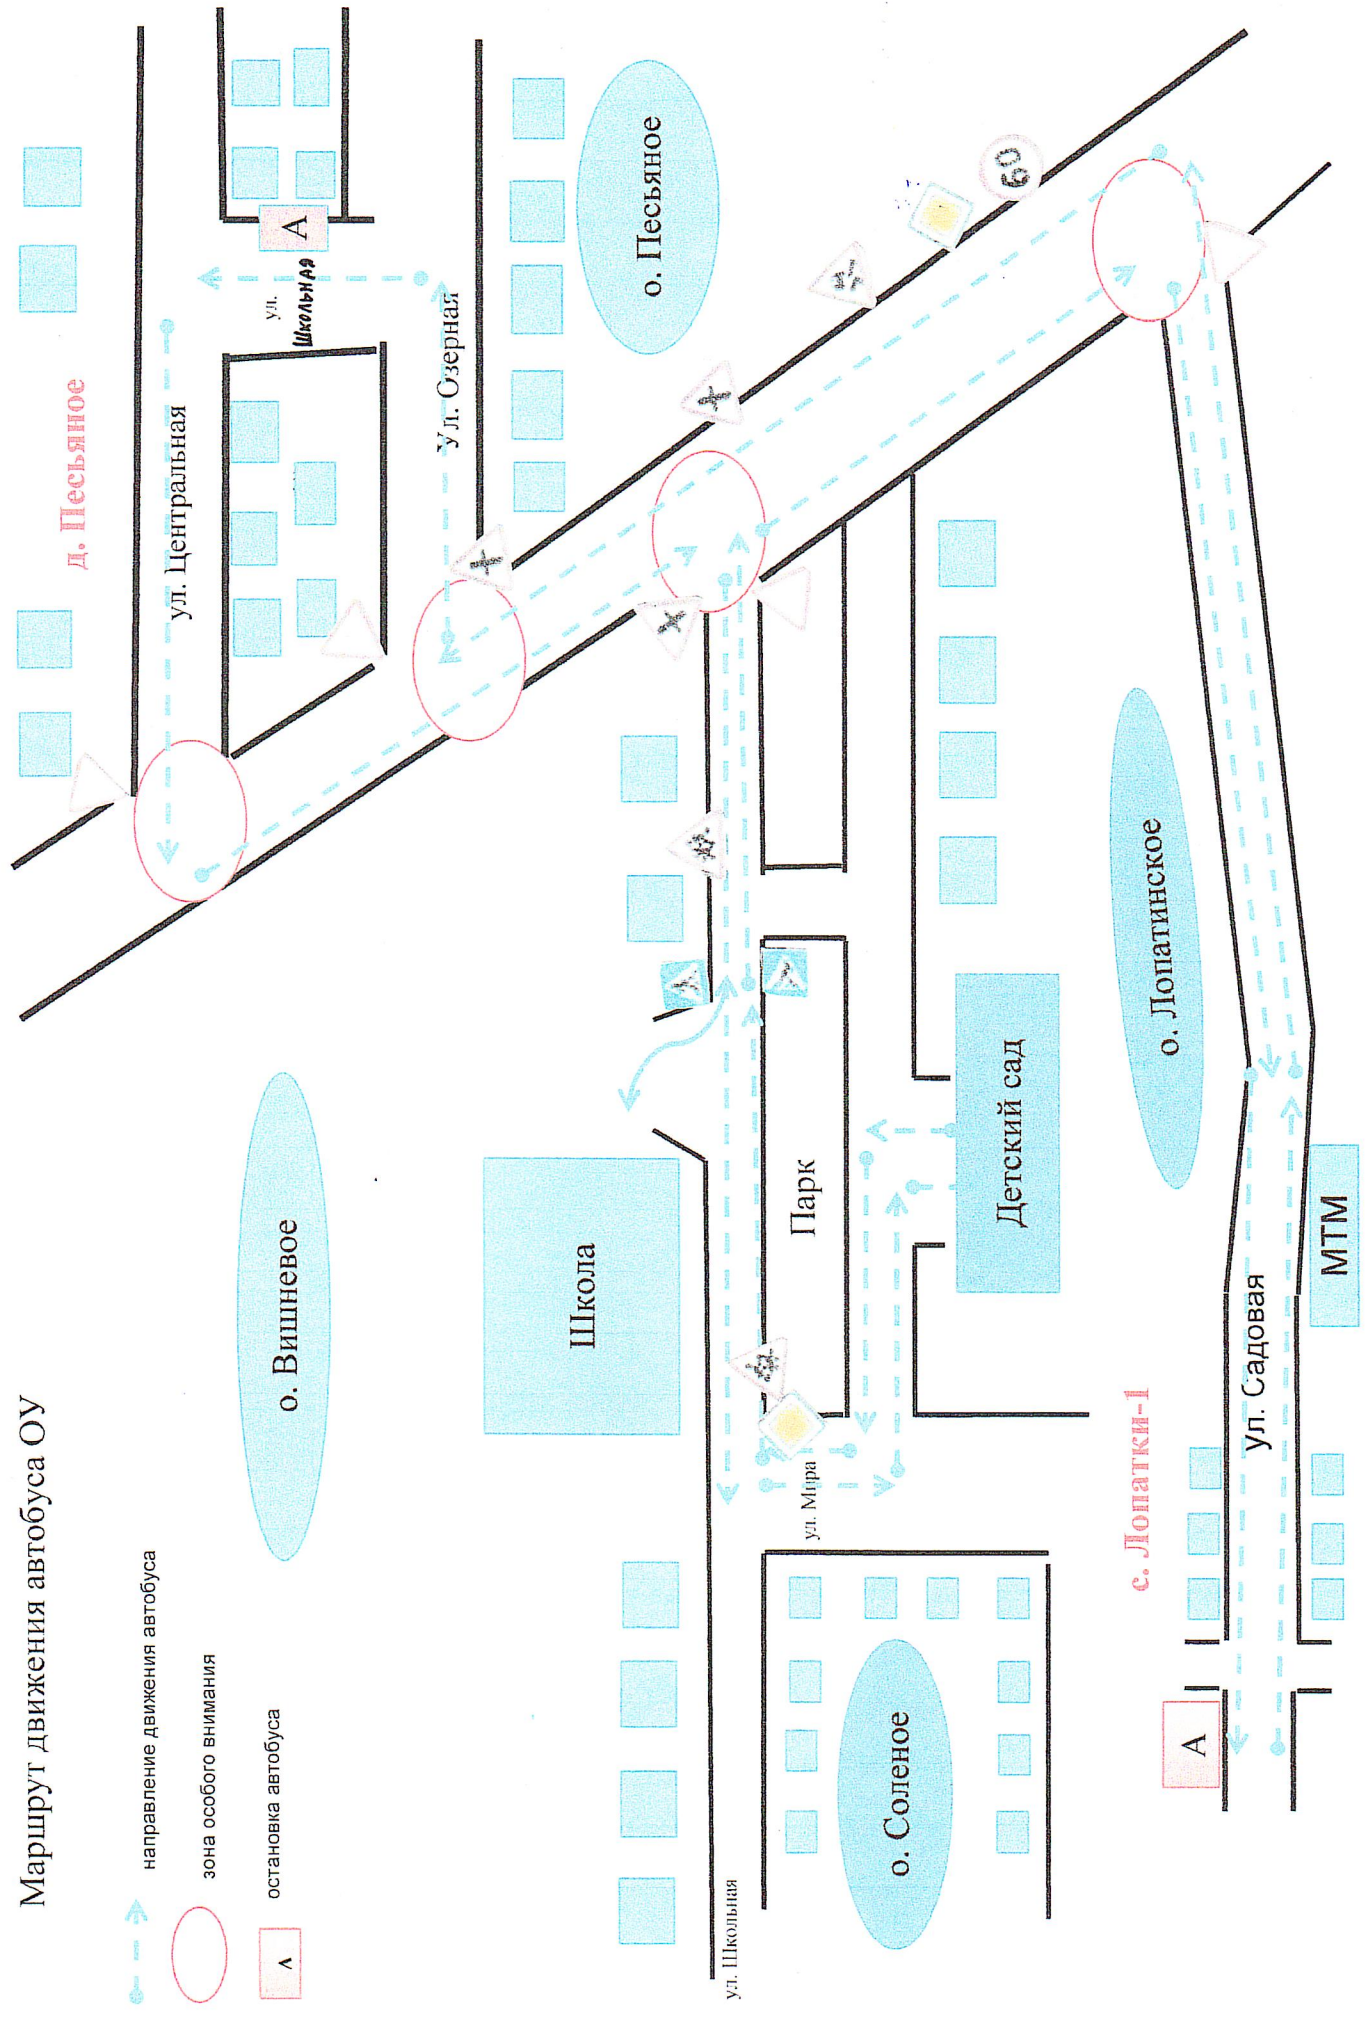 Маршрут движения автобуса ОУ
направление движения автобуса
зона особого внимания
А
остановка автобуса
д. Песьяное
ул. Центральная
ул.
Школьная
А
Ул. Озерная
о. Песьяное
60
о. Вишневое
Школа
Парк
Детский сад
ул. Мира
ул. Школьная
о. Соленое
о. Лопатинское
с. Лопатки-1
ул. Садовая
МТМ
А